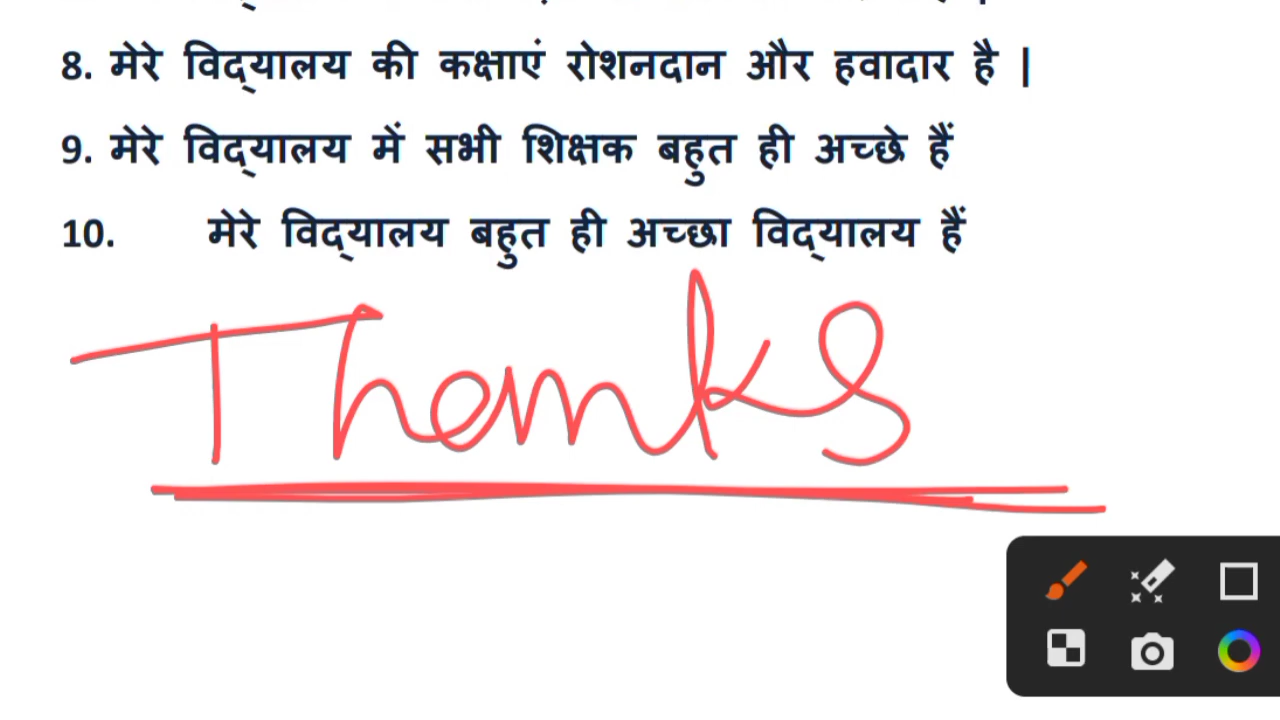 8. मेरे विद्यालय की कक्षाएं रोशनदान और हवादार है |
9. मेरे विद्यालय में सभी शिक्षक बहुत ही अच्छे हैं
10. मेरे विद्यालय बहुत ही अच्छा विद्यालय हैं
Thanks